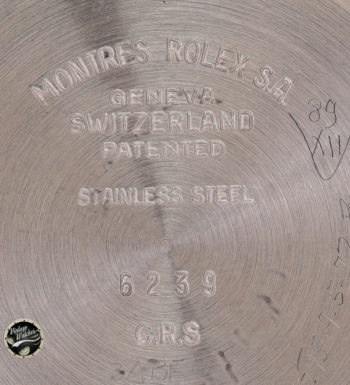 MONTRES ROLEX S.A.
GENEVA
SWITZERLAND
PATENTED
89
XII
STAINLESS STEEL
6239
C.R.S